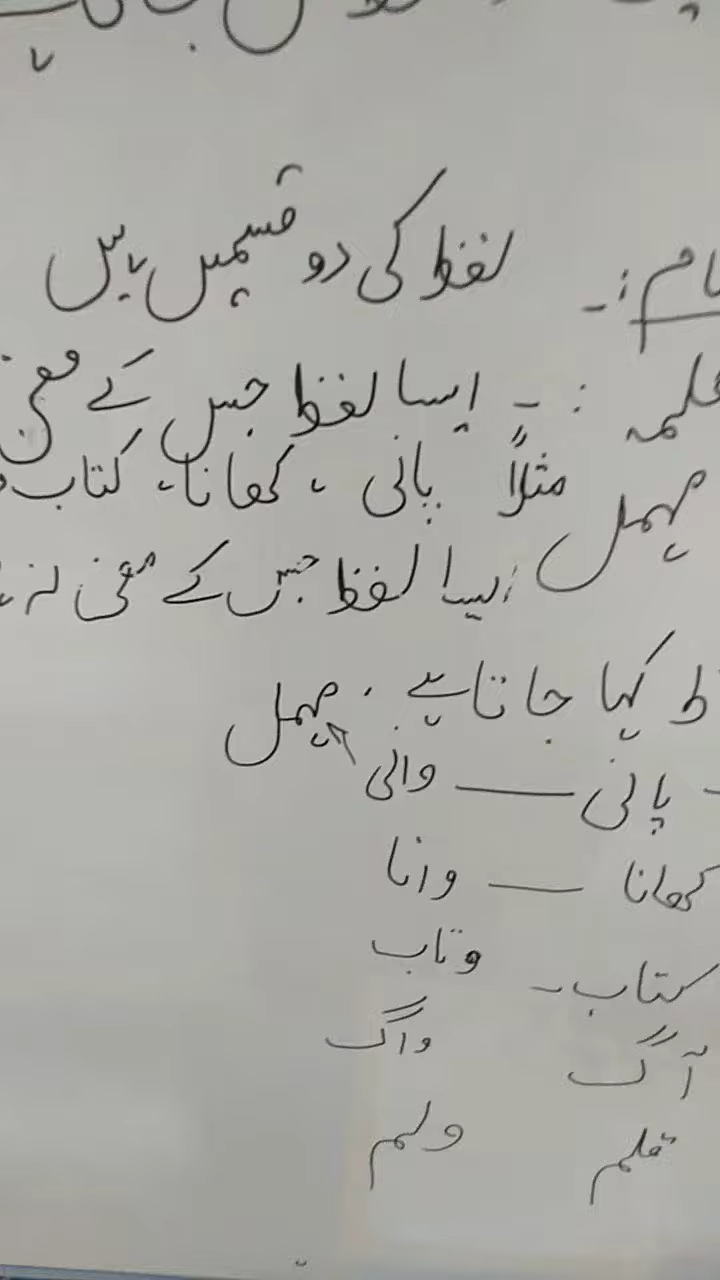 لفظ کی دو قسمیں ہیں
کلمہ :۔ ایسا لفظ جس کے معنی
مثلاً پانی ، کھانا، کتاب
مہمل ایسا لفظ جس کے معنی نہ
کیا جاتا ہے . مہمل
پانی — وانی
کھانا — وانا
کتاب - وتاب
آگ واگ
قلم ولم